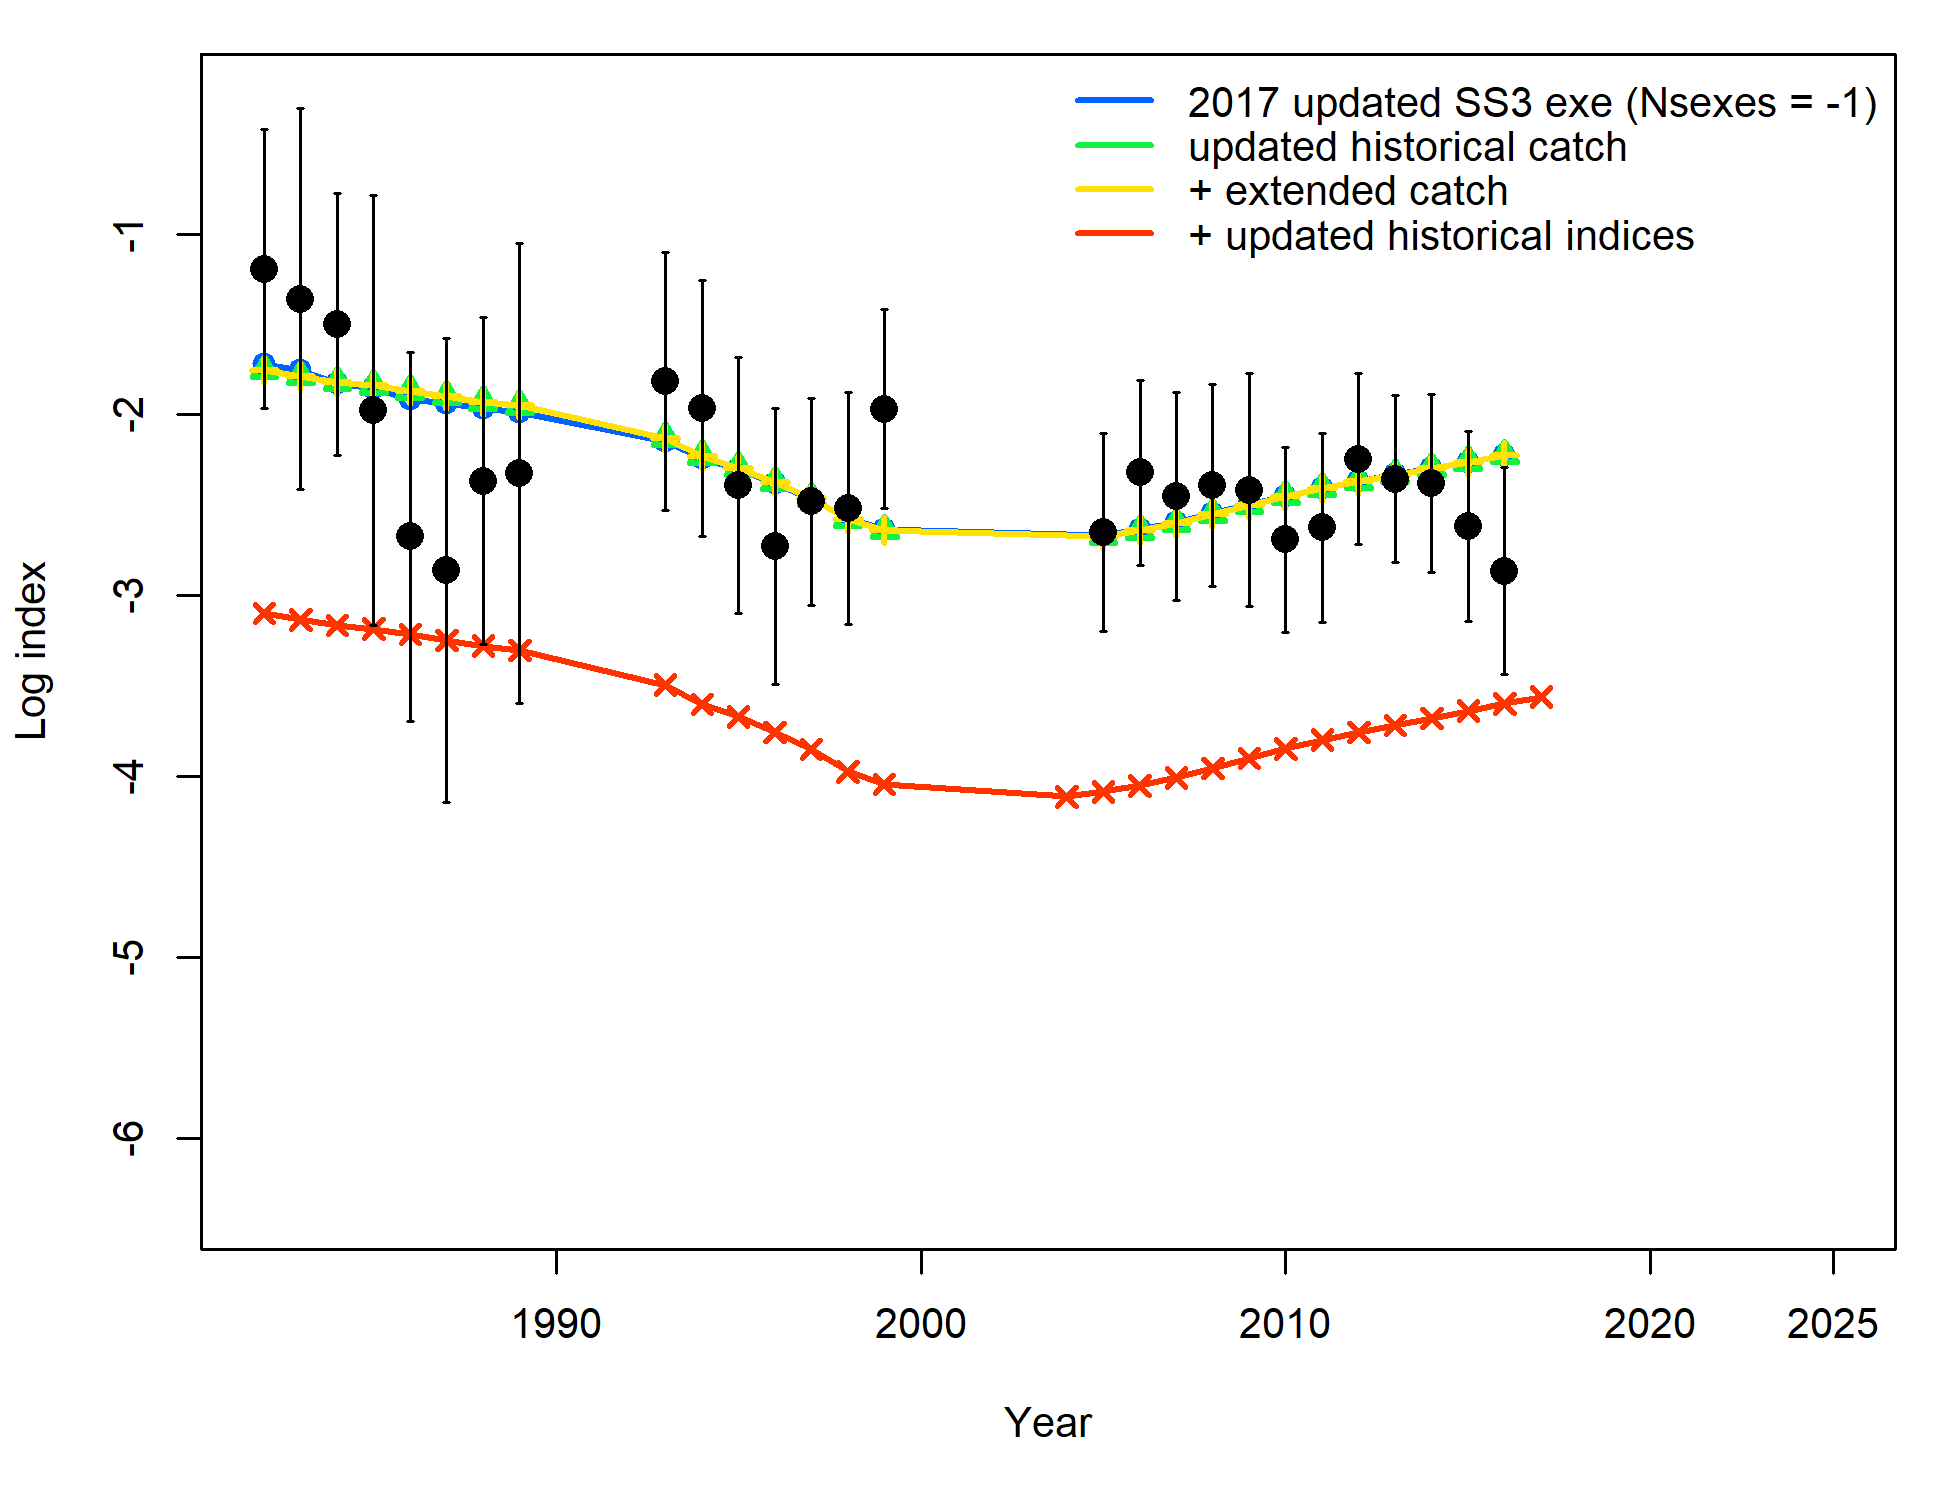 2017 updated SS3 exe (Nsexes = -1)
updated historical catch
+ extended catch
+ updated historical indices
-1
-2
-3
-4
-5
-6
Log index
1990 2000 2010 2020 2025
Year